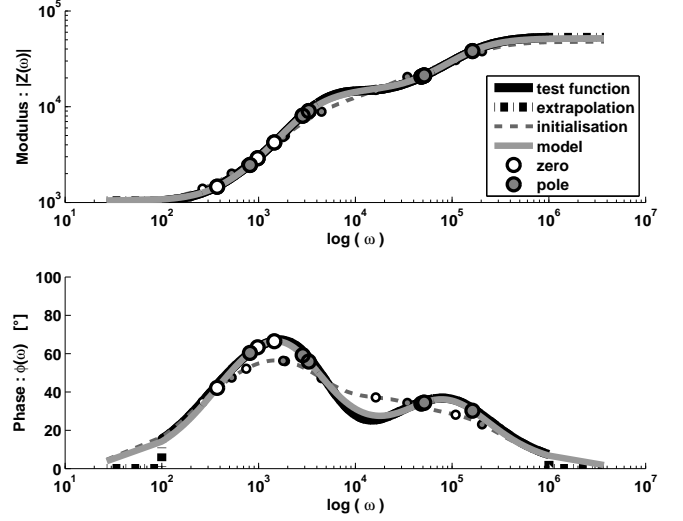 10^5
10^4
10^3
Modulus : |Z(ω)|
test function
extrapolation
initialisation
model
zero
pole
10^1 10^2 10^3 10^4 10^5 10^6 10^7
log ( ω )
100
80
60
40
20
0
Phase : ϕ(ω) [°]
10^1 10^2 10^3 10^4 10^5 10^6 10^7
log ( ω )